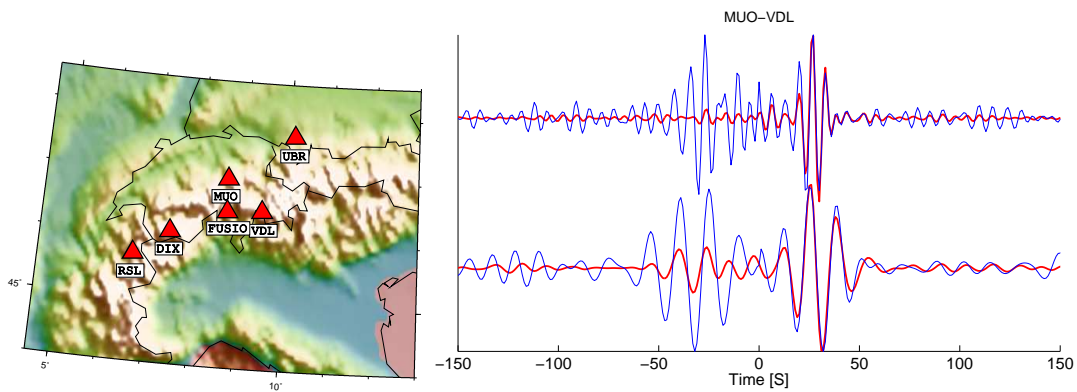 MUO−VDL
UBR
MUO
FUSIO
VDL
DIX
RSL
45˚
5˚
10˚
−150
−100
−50
0
50
100
150
Time [S]